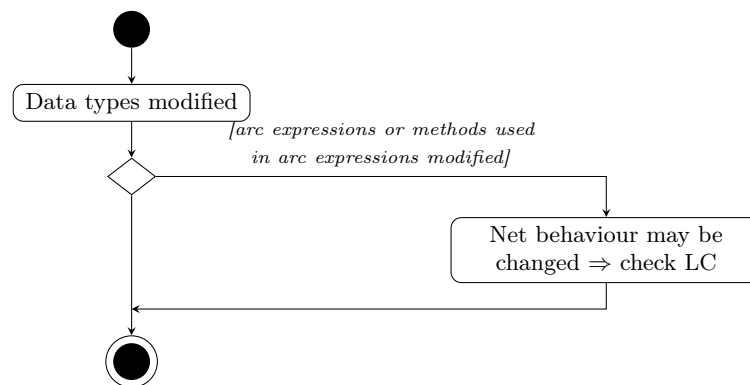 Data types modified
[arc expressions or methods used
in arc expressions modified]
Net behaviour may be
changed ⇒ check LC